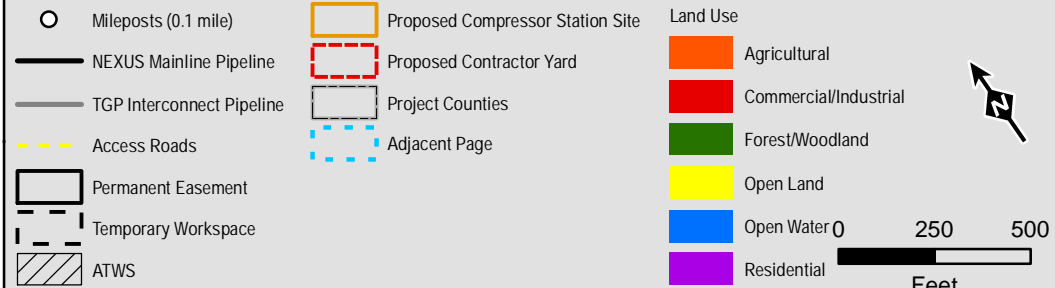 Mileposts (0.1 mile)
NEXUS Mainline Pipeline
TGP Interconnect Pipeline
Access Roads
Permanent Easement
Temporary Workspace
ATWS
Proposed Compressor Station Site
Proposed Contractor Yard
Project Counties
Adjacent Page
Land Use
Agricultural
Commercial/Industrial
Forest/Woodland
Open Land
Open Water
Residential
N
0 250 500
Feet